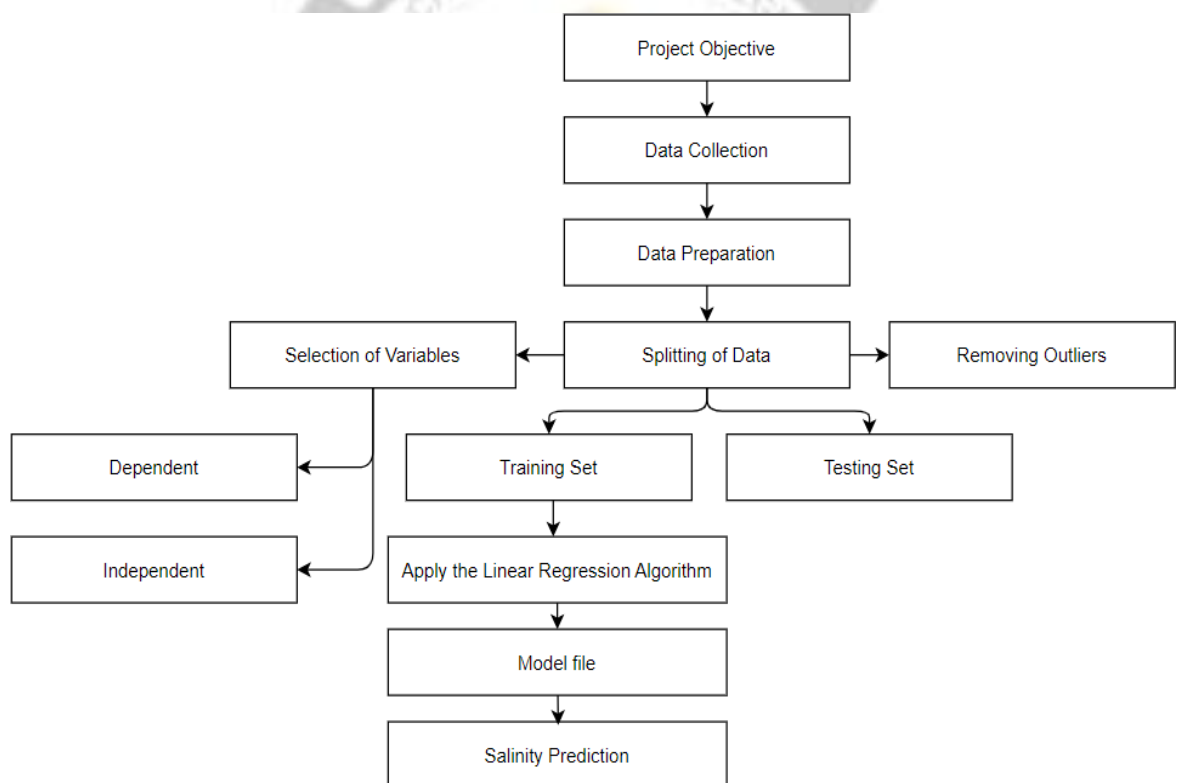 Project Objective
Data Collection
Data Preparation
Selection of Variables
Splitting of Data
Removing Outliers
Dependent
Training Set
Testing Set
Independent
Apply the Linear Regression Algorithm
Model file
Salinity Prediction